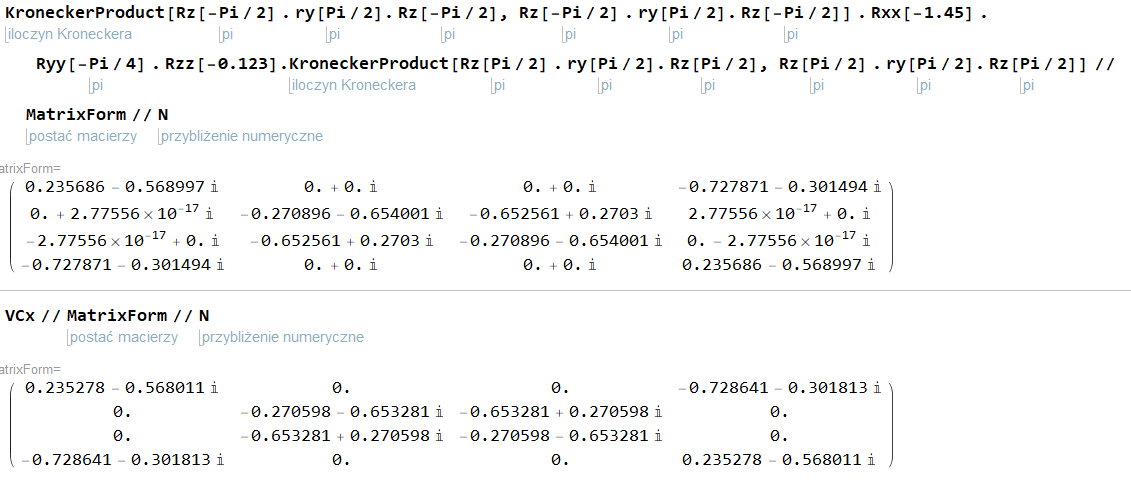 KroneckerProduct[Rz[-Pi / 2] . ry[Pi / 2]. Rz[-Pi / 2], Rz[-Pi / 2] . ry[Pi / 2]. Rz[-Pi / 2]] . Rxx[-1.45] .
iloczyn Kroneckera pi pi pi pi pi pi
Ryy[-Pi / 4] . Rzz[-0.123].KroneckerProduct[Rz[Pi / 2] . ry[Pi / 2]. Rz[Pi / 2], Rz[Pi / 2] . ry[Pi / 2]. Rz[Pi / 2]] //
pi iloczyn Kroneckera pi pi pi pi pi pi
MatrixForm // N
postać macierzy przybliżenie numeryczne
atrixForm=
0.235686 - 0.568997 i 0. + 0. i 0. + 0. i -0.727871 - 0.301494 i
0. + 2.77556 × 10^-17 i -0.270896 - 0.654001 i -0.652561 + 0.2703 i 2.77556 × 10^-17 + 0. i
-2.77556 × 10^-17 + 0. i -0.652561 + 0.2703 i -0.270896 - 0.654001 i 0. - 2.77556 × 10^-17 i
-0.727871 - 0.301494 i 0. + 0. i 0. + 0. i 0.235686 - 0.568997 i
VCx // MatrixForm // N
postać macierzy przybliżenie numeryczne
atrixForm=
0.235278 - 0.568011 i 0. 0. -0.728641 - 0.301813 i
0. -0.270598 - 0.653281 i -0.653281 + 0.270598 i 0.
0. -0.653281 + 0.270598 i -0.270598 - 0.653281 i 0.
-0.728641 - 0.301813 i 0. 0. 0.235278 - 0.568011 i